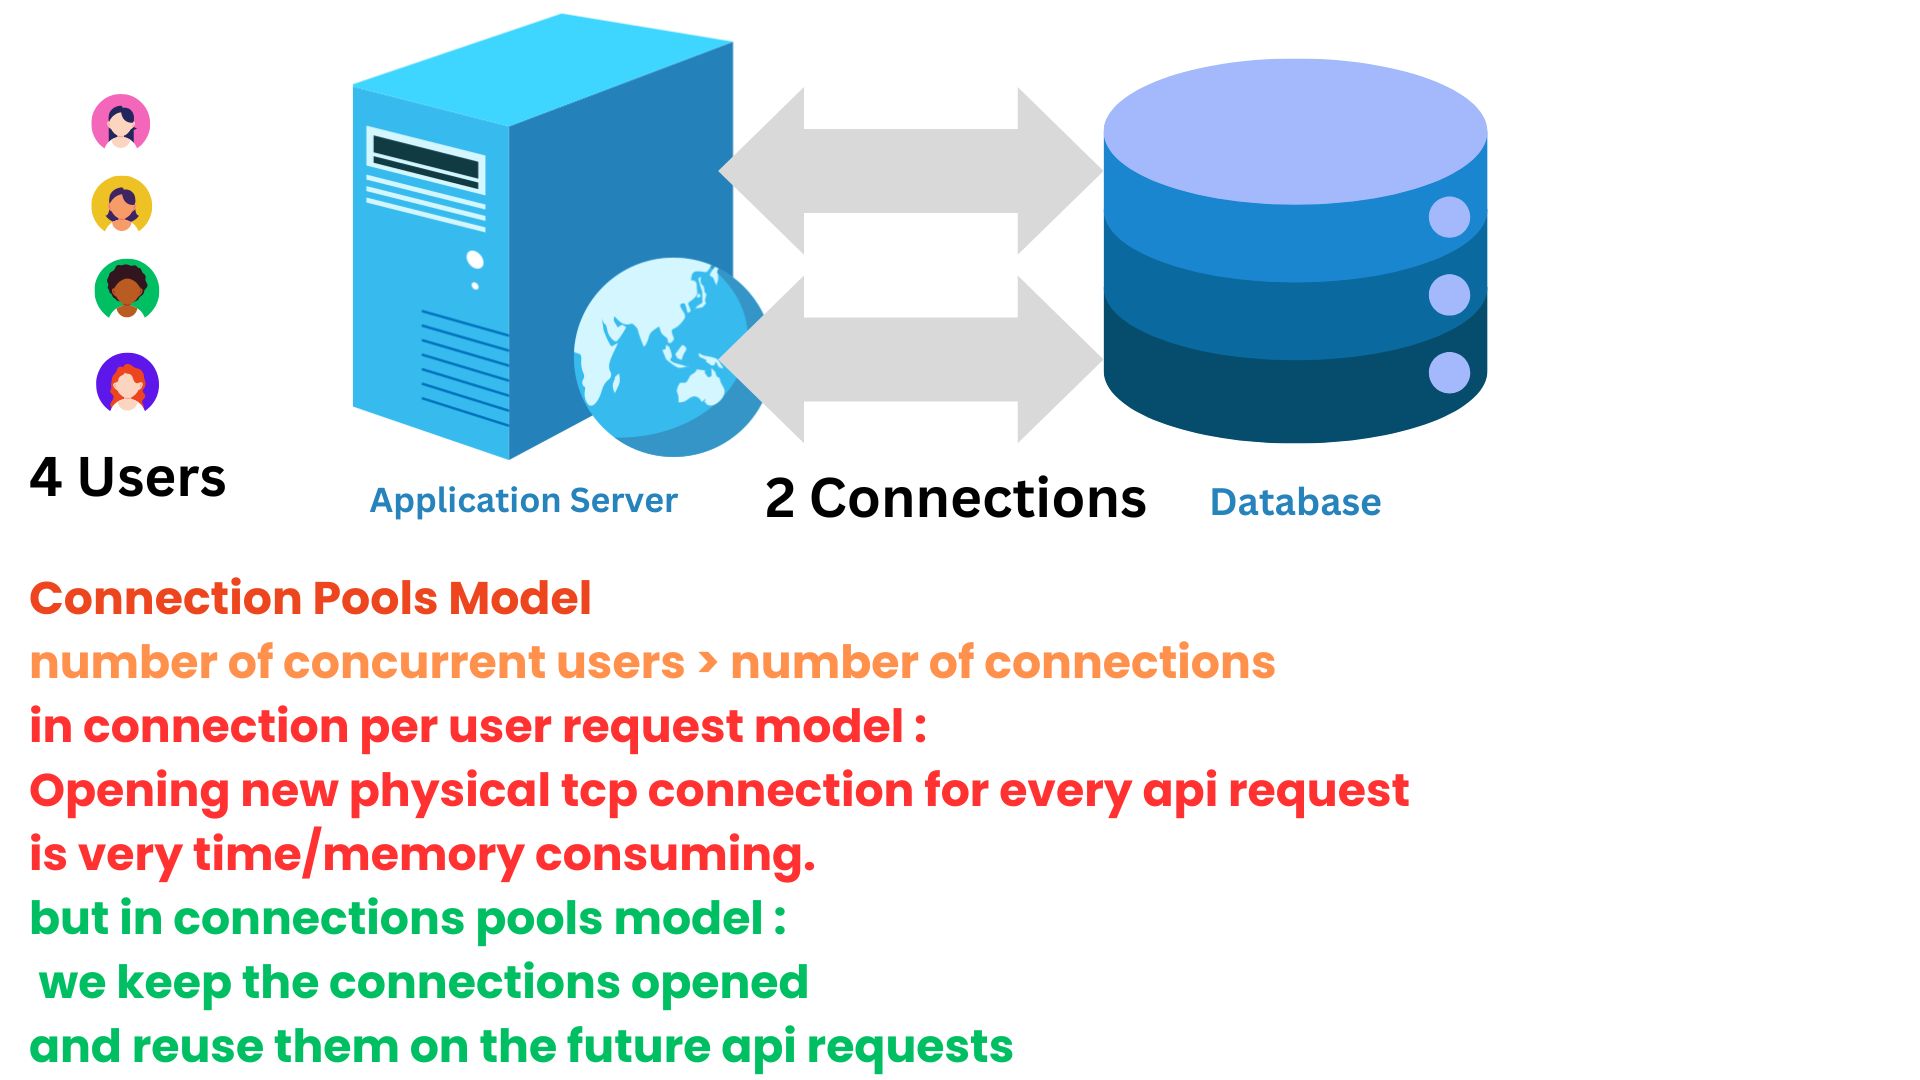 4 Users
Application Server
2 Connections
Database
Connection Pools Model
number of concurrent users > number of connections
in connection per user request model :
Opening new physical tcp connection for every api request
is very time/memory consuming.
but in connections pools model :
we keep the connections opened
and reuse them on the future api requests